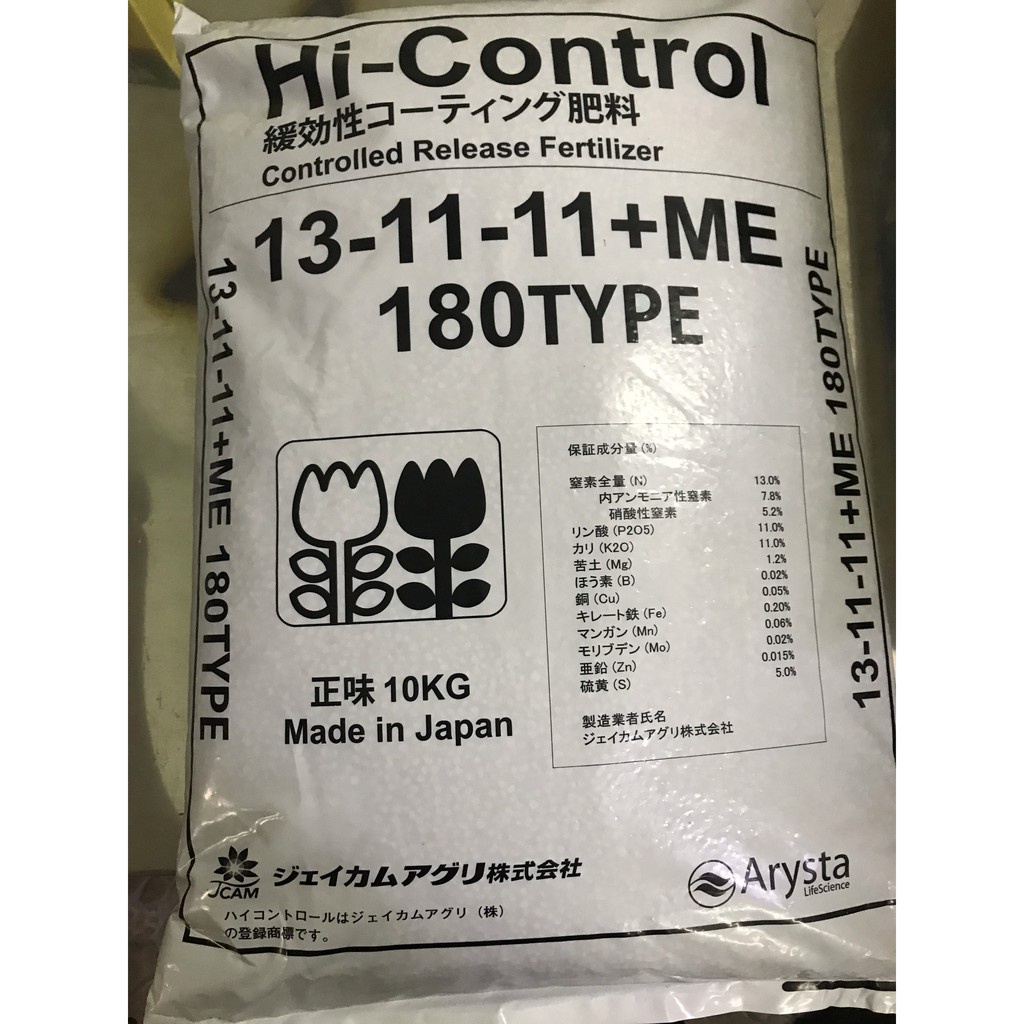 Hi-Control
緩効性コーティング肥料
Controlled Release Fertilizer
13-11-11+ME
180TYPE
13-11-11+ME 180TYPE
13-11-11+ME 180TYPE
保証成分量(%)
窒素全量(N) 13.0%
内アンモニア性窒素 7.8%
硝酸性窒素 5.2%
リン酸(P2O5) 11.0%
カリ(K2O) 11.0%
苦土(Mg) 1.2%
ほう素(B) 0.02%
銅(Cu) 0.05%
キレート鉄(Fe) 0.20%
マンガン(Mn) 0.06%
モリブデン(Mo) 0.02%
亜鉛(Zn) 0.015%
硫黄(S) 5.0%
製造業者氏名
ジェイカムアグリ株式会社
正味 10KG
Made in Japan
JCAM ジェイカムアグリ株式会社
ハイコントロールはジェイカムアグリ(株)
の登録商標です。
Arysta
LifeScience